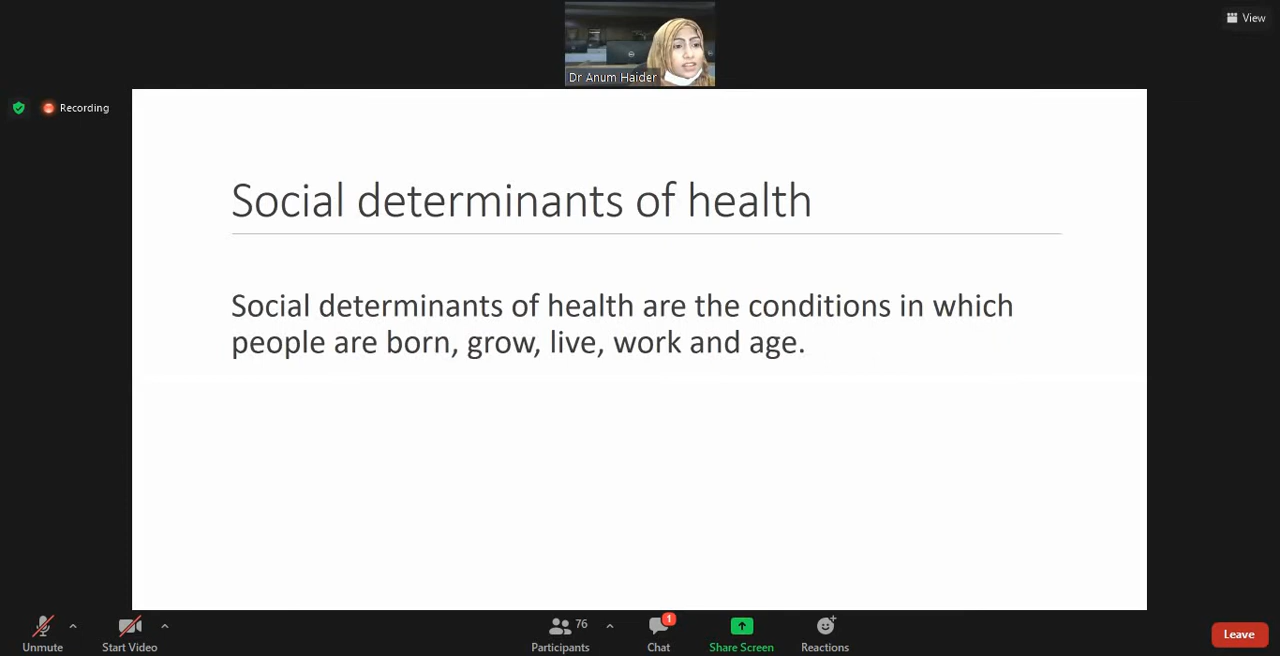 View
Dr Anum Haider
Recording
Social determinants of health
Social determinants of health are the conditions in which
people are born, grow, live, work and age.
76
1
Unmute
Start Video
Participants
Chat
Share Screen
Reactions
Leave